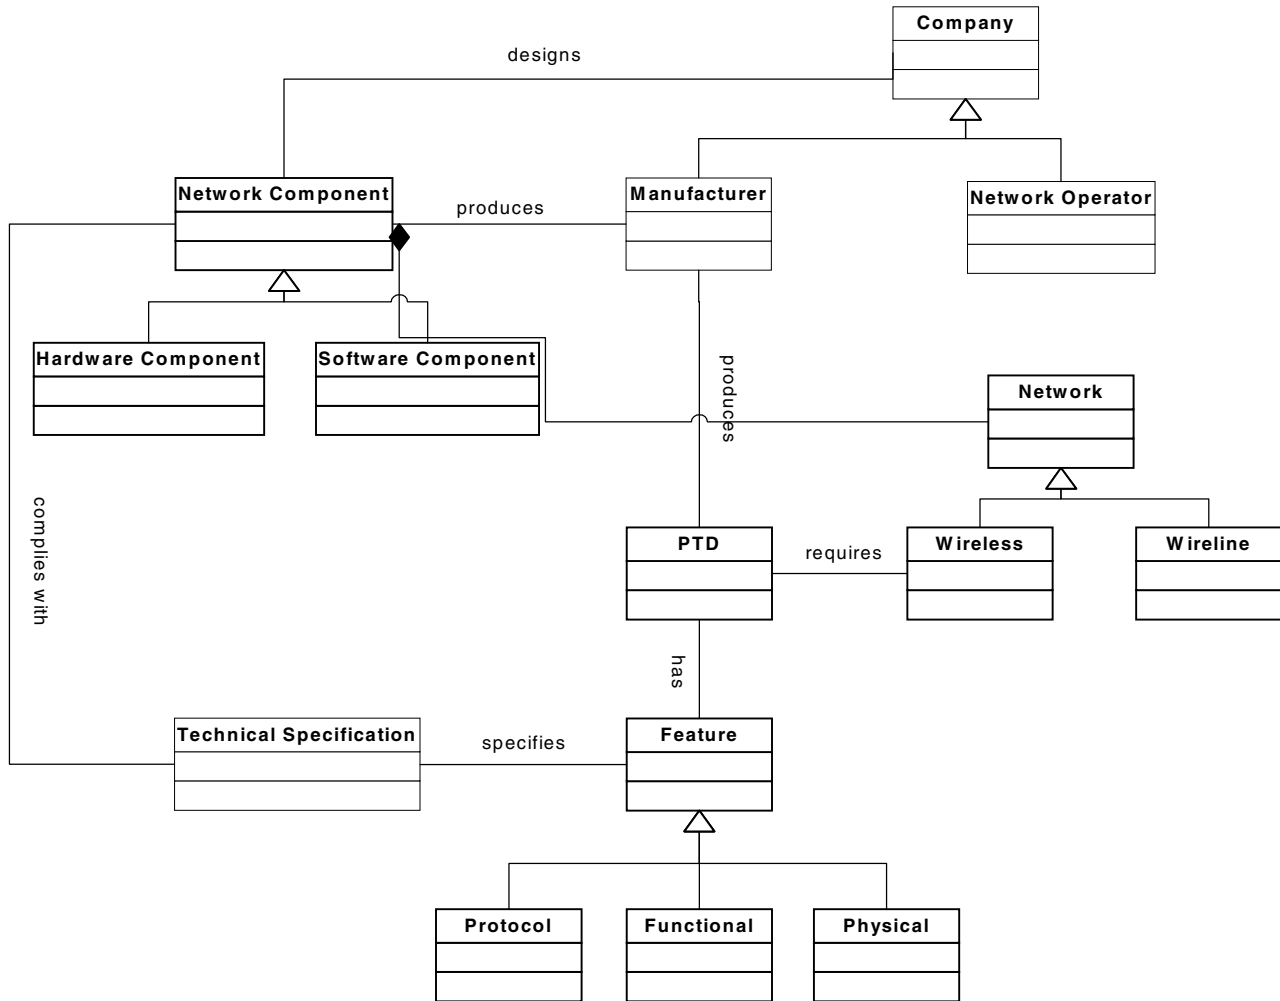 Company
designs
Network Component
produces
Manufacturer
Network Operator
Hardware Component
Software Component
produces
Network
complies with
PTD
requires
Wireless
Wireline
has
Technical Specification
specifies
Feature
Protocol
Functional
Physical